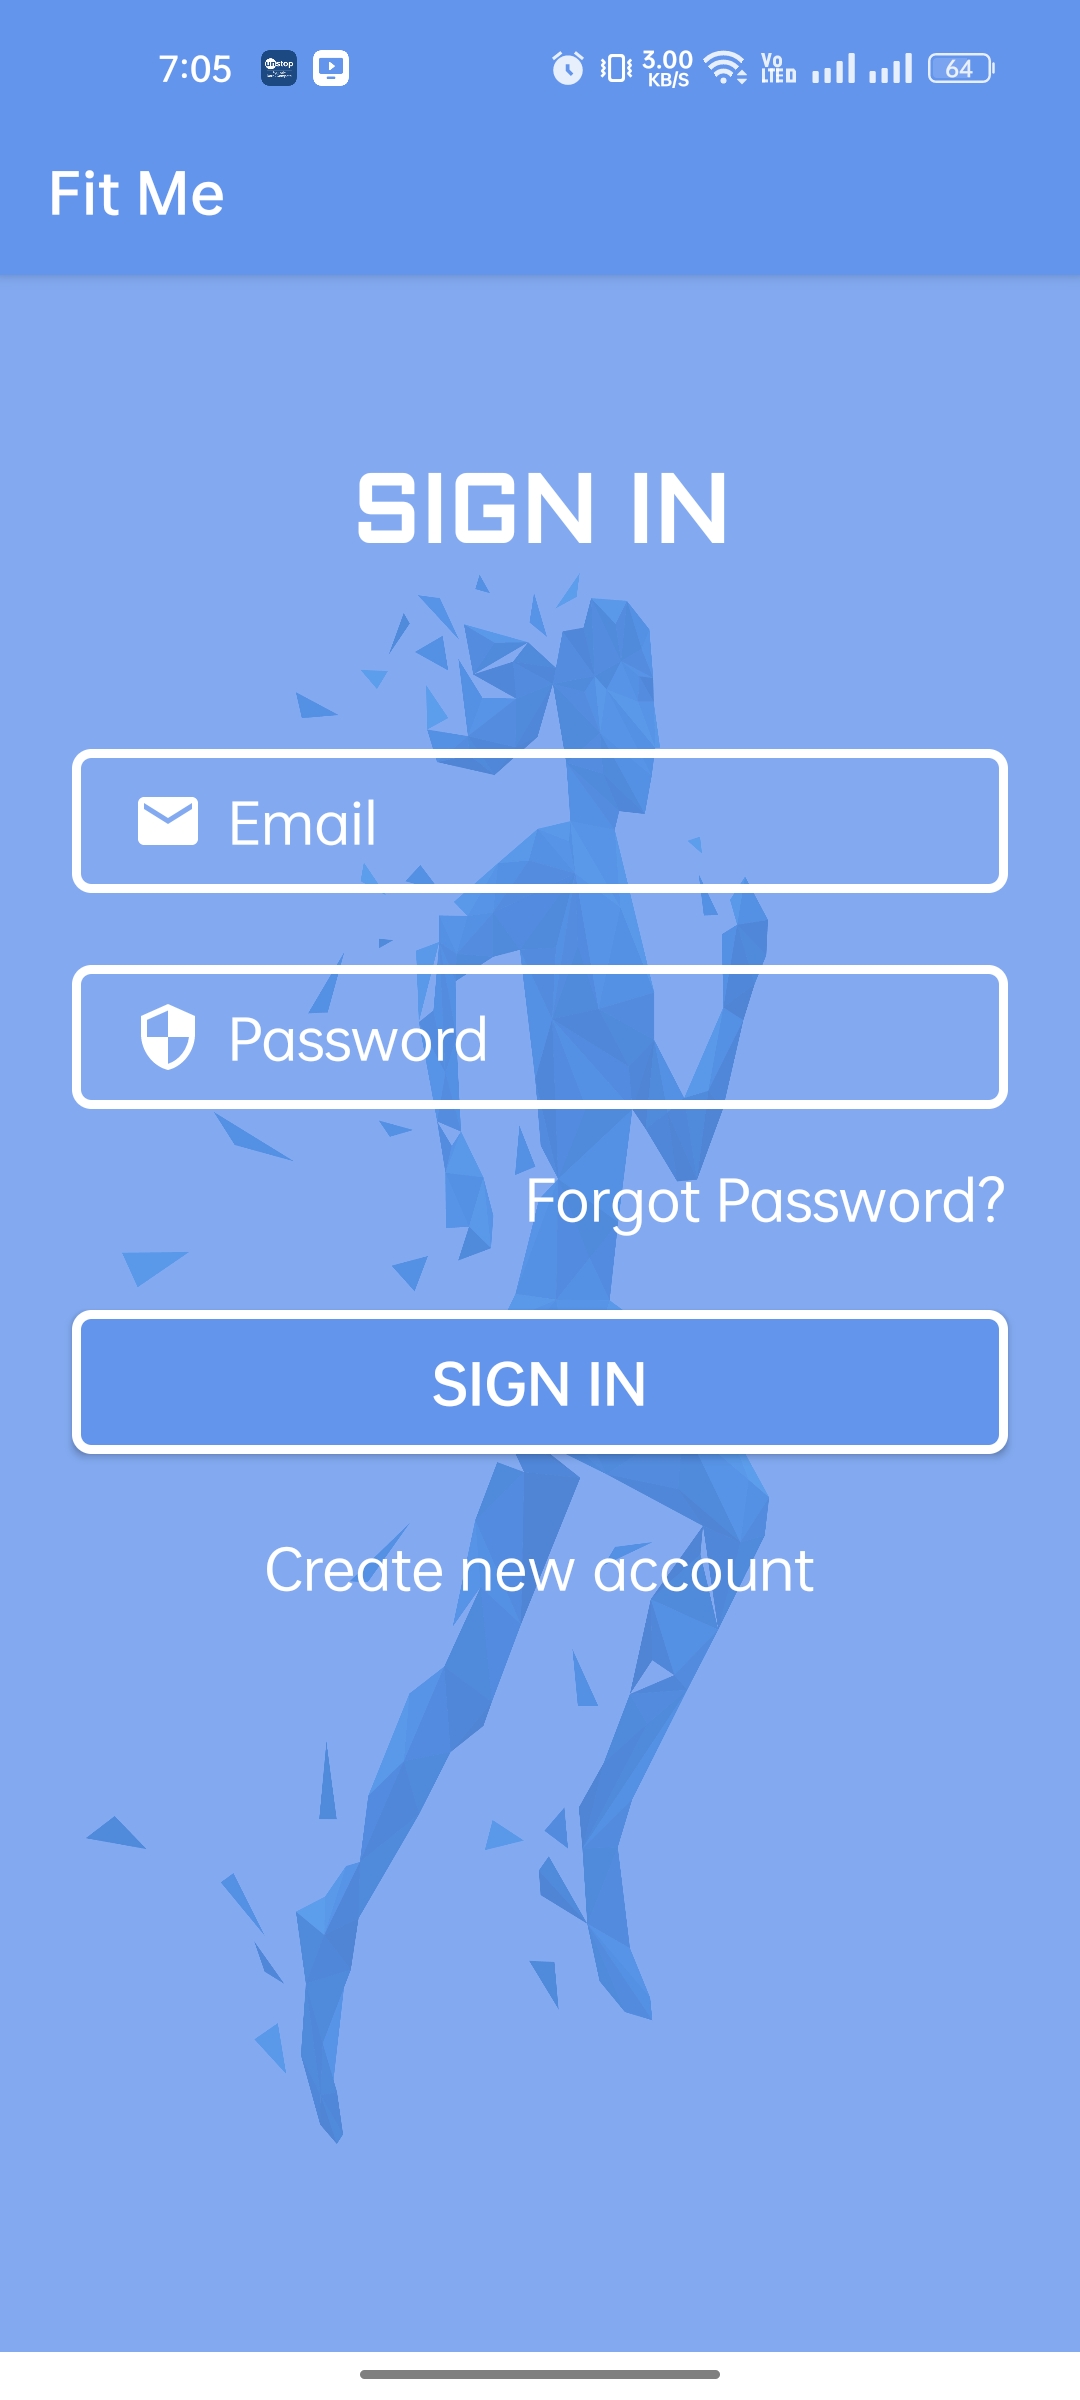 7:05 unstop 3.00 KB/S Vo LTE 64
Fit Me
SIGN IN
Email
Password
Forgot Password?
SIGN IN
Create new account